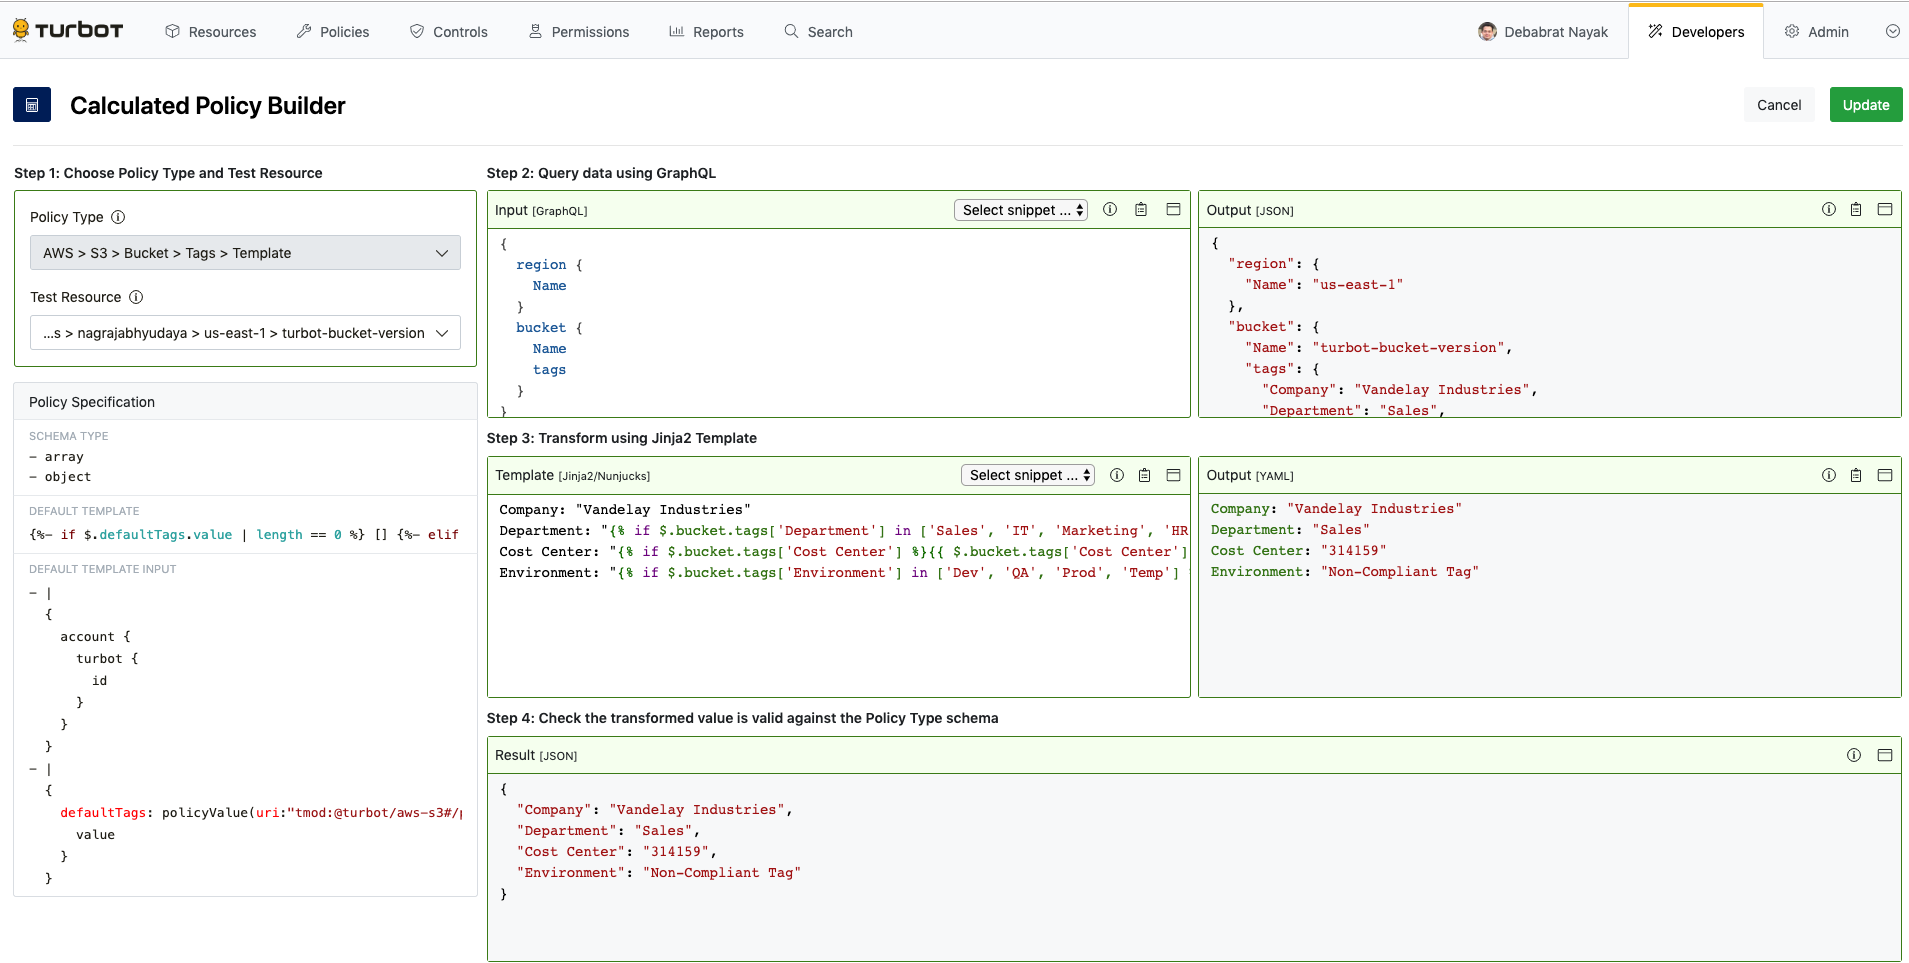 TURBOT
Resources
Policies
Controls
Permissions
Reports
Search
Debabrat Nayak
Developers
Admin
Calculated Policy Builder
Cancel
Update
Step 1: Choose Policy Type and Test Resource
Policy Type
AWS > S3 > Bucket > Tags > Template
Test Resource
...s > nagrajabhyudaya > us-east-1 > turbot-bucket-version
Policy Specification
SCHEMA TYPE
– array
– object
DEFAULT TEMPLATE
{%- if $.defaultTags.value | length == 0 %} [] {%- elif
DEFAULT TEMPLATE INPUT
– |
{
account {
turbot {
id
}
}
}
– |
{
defaultTags: policyValue(uri:"tmod:@turbot/aws-s3#/
value
}
}
Step 2: Query data using GraphQL
Input [GraphQL]
Select snippet ...
{
region {
Name
}
bucket {
Name
tags
}
}
Output [JSON]
{
"region": {
"Name": "us-east-1"
},
"bucket": {
"Name": "turbot-bucket-version",
"tags": {
"Company": "Vandelay Industries",
"Department": "Sales",
Step 3: Transform using Jinja2 Template
Template [Jinja2/Nunjucks]
Select snippet ...
Company: "Vandelay Industries"
Department: "{% if $.bucket.tags['Department'] in ['Sales', 'IT', 'Marketing', 'HR
Cost Center: "{% if $.bucket.tags['Cost Center'] %}{{ $.bucket.tags['Cost Center']
Environment: "{% if $.bucket.tags['Environment'] in ['Dev', 'QA', 'Prod', 'Temp']
Output [YAML]
Company: "Vandelay Industries"
Department: "Sales"
Cost Center: "314159"
Environment: "Non-Compliant Tag"
Step 4: Check the transformed value is valid against the Policy Type schema
Result [JSON]
{
"Company": "Vandelay Industries",
"Department": "Sales",
"Cost Center": "314159",
"Environment": "Non-Compliant Tag"
}